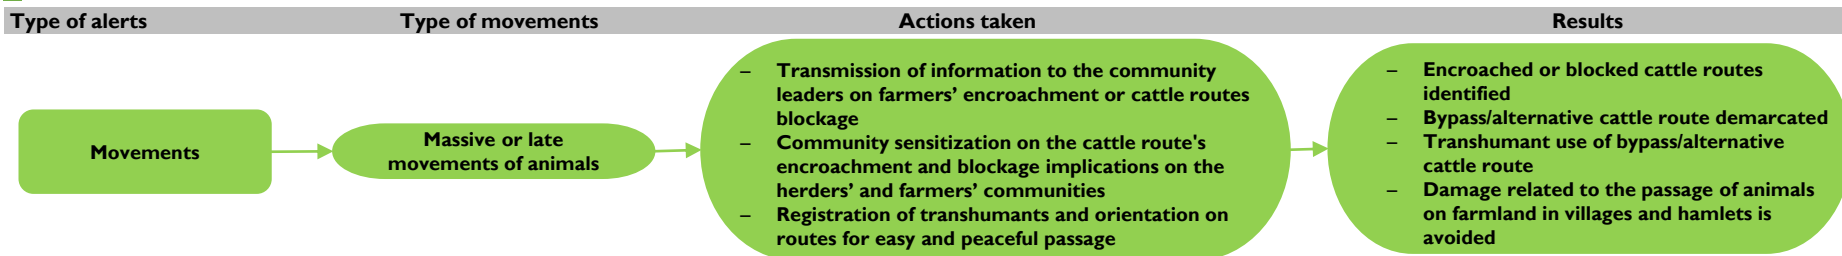 Type of alerts Type of movements Actions taken Results
Movements
Massive or late
movements of animals
– Transmission of information to the community
leaders on farmers’ encroachment or cattle routes
blockage
– Community sensitization on the cattle route's
encroachment and blockage implications on the
herders’ and farmers’ communities
– Registration of transhumants and orientation on
routes for easy and peaceful passage
– Encroached or blocked cattle routes
identified
– Bypass/alternative cattle route demarcated
– Transhumant use of bypass/alternative
cattle route
– Damage related to the passage of animals
on farmland in villages and hamlets is
avoided